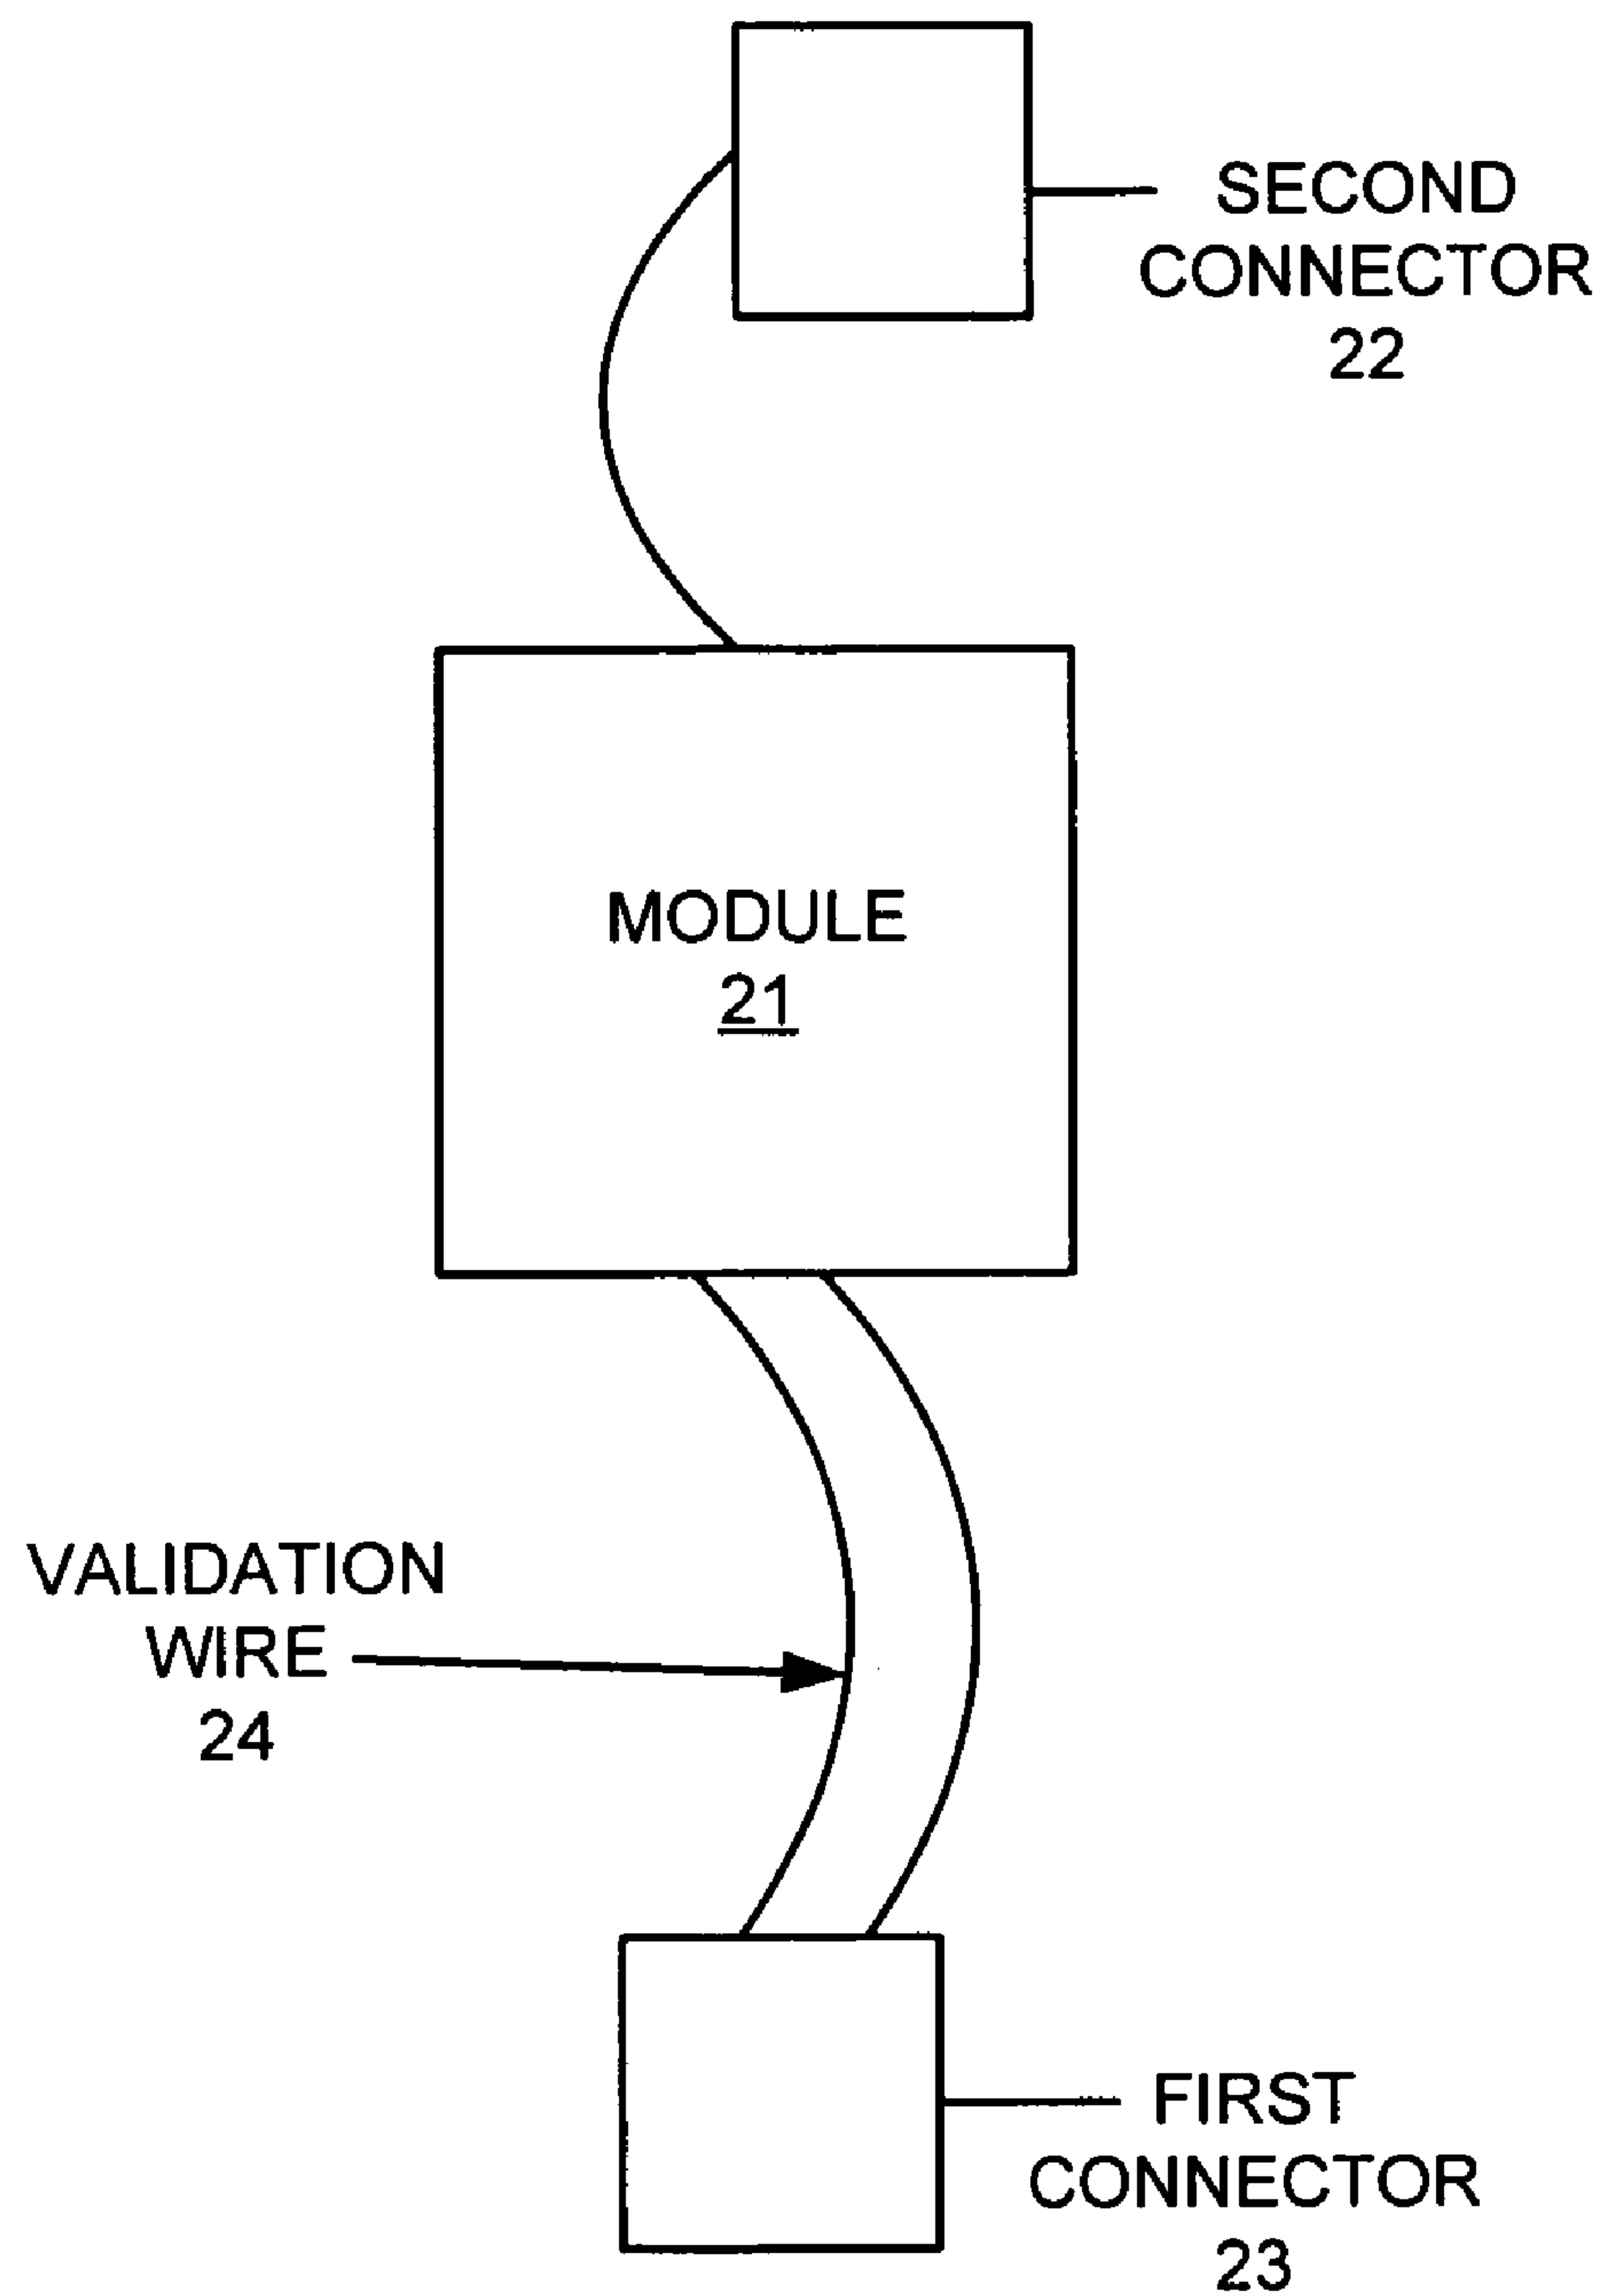 SECOND
CONNECTOR
22
MODULE
21
VALIDATION
WIRE
24
FIRST
CONNECTOR
23